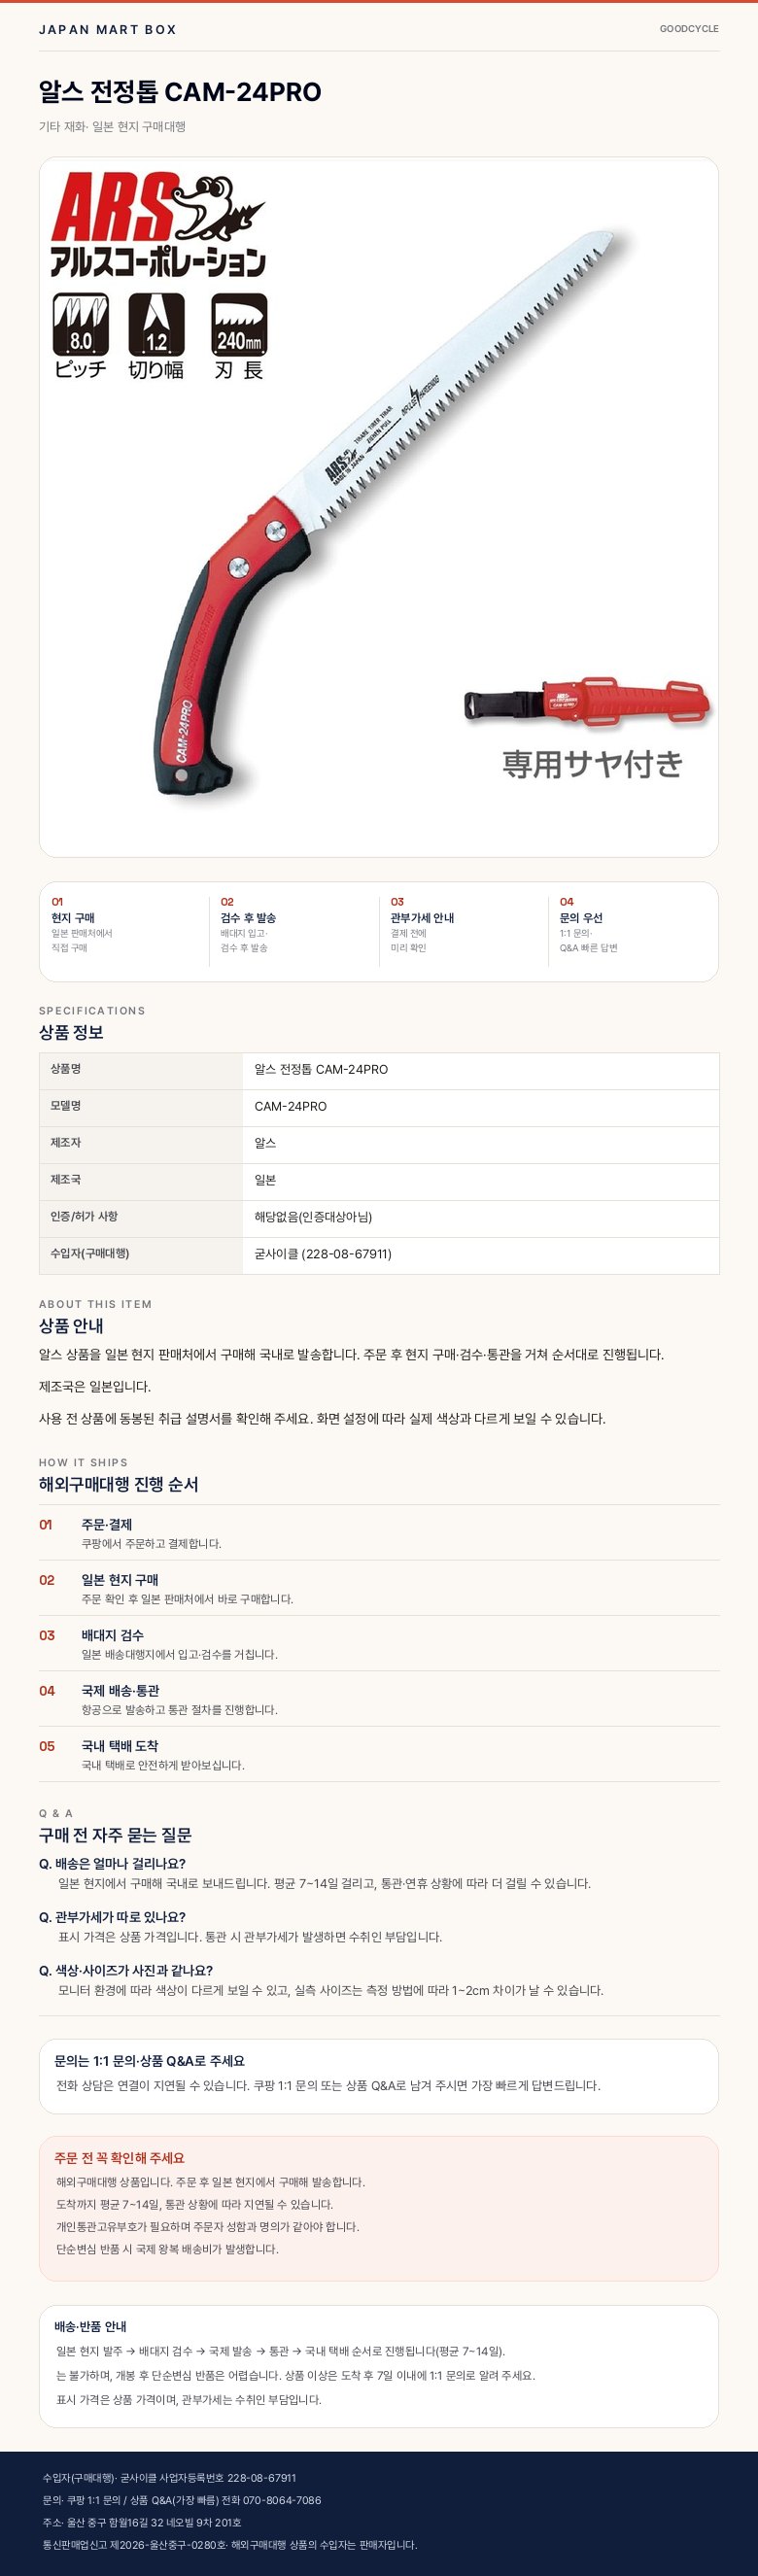 JAPAN MART BOX
GOODCYCLE
알스 전정톱 CAM-24PRO
기타 재화· 일본 현지 구매대행
ARS
アルスコーポレーション
8.0
1.2
240mm
ピッチ
切り幅
刃長
ARS
MADE IN JAPAN
CAM-24PRO
専用サヤ付き
01
현지 구매
일본 판매처에서
직접 구매
02
검수 후 발송
배대지 입고·
검수 후 발송
03
관부가세 안내
결제 전에
미리 확인
04
문의 우선
1:1 문의·
Q&A 빠른 답변
SPECIFICATIONS
상품 정보
상품명 알스 전정톱 CAM-24PRO
모델명 CAM-24PRO
제조자 알스
제조국 일본
인증/허가 사항 해당없음(인증대상아님)
수입자(구매대행) 굳사이클 (228-08-67911)
ABOUT THIS ITEM
상품 안내
알스 상품을 일본 현지 판매처에서 구매해 국내로 발송합니다. 주문 후 현지 구매·검수·통관을 거쳐 순서대로 진행됩니다.
제조국은 일본입니다.
사용 전 상품에 동봉된 취급 설명서를 확인해 주세요. 화면 설정에 따라 실제 색상과 다르게 보일 수 있습니다.
HOW IT SHIPS
해외구매대행 진행 순서
01 주문·결제
쿠팡에서 주문하고 결제합니다.
02 일본 현지 구매
주문 확인 후 일본 판매처에서 바로 구매합니다.
03 배대지 검수
일본 배송대행지에서 입고·검수를 거칩니다.
04 국제 배송·통관
항공으로 발송하고 통관 절차를 진행합니다.
05 국내 택배 도착
국내 택배로 안전하게 받아보십니다.
Q & A
구매 전 자주 묻는 질문
Q. 배송은 얼마나 걸리나요?
일본 현지에서 구매해 국내로 보내드립니다. 평균 7~14일 걸리고, 통관·연휴 상황에 따라 더 걸릴 수 있습니다.
Q. 관부가세가 따로 있나요?
표시 가격은 상품 가격입니다. 통관 시 관부가세가 발생하면 수취인 부담입니다.
Q. 색상·사이즈가 사진과 같나요?
모니터 환경에 따라 색상이 다르게 보일 수 있고, 실측 사이즈는 측정 방법에 따라 1~2cm 차이가 날 수 있습니다.
문의는 1:1 문의·상품 Q&A로 주세요
전화 상담은 연결이 지연될 수 있습니다. 쿠팡 1:1 문의 또는 상품 Q&A로 남겨 주시면 가장 빠르게 답변드립니다.
주문 전 꼭 확인해 주세요
해외구매대행 상품입니다. 주문 후 일본 현지에서 구매해 발송합니다.
도착까지 평균 7~14일, 통관 상황에 따라 지연될 수 있습니다.
개인통관고유부호가 필요하며 주문자 성함과 명의가 같아야 합니다.
단순변심 반품 시 국제 왕복 배송비가 발생합니다.
배송·반품 안내
일본 현지 발주 → 배대지 검수 → 국제 발송 → 통관 → 국내 택배 순서로 진행됩니다(평균 7~14일).
는 불가하며, 개봉 후 단순변심 반품은 어렵습니다. 상품 이상은 도착 후 7일 이내에 1:1 문의로 알려 주세요.
표시 가격은 상품 가격이며, 관부가세는 수취인 부담입니다.
수입자(구매대행)· 굳사이클 사업자등록번호 228-08-67911
문의· 쿠팡 1:1 문의 / 상품 Q&A(가장 빠름) 전화 070-8064-7086
주소· 울산 중구 함월16길 32 네오빌 9차 201호
통신판매업신고 제2026-울산중구-0280호· 해외구매대행 상품의 수입자는 판매자입니다.